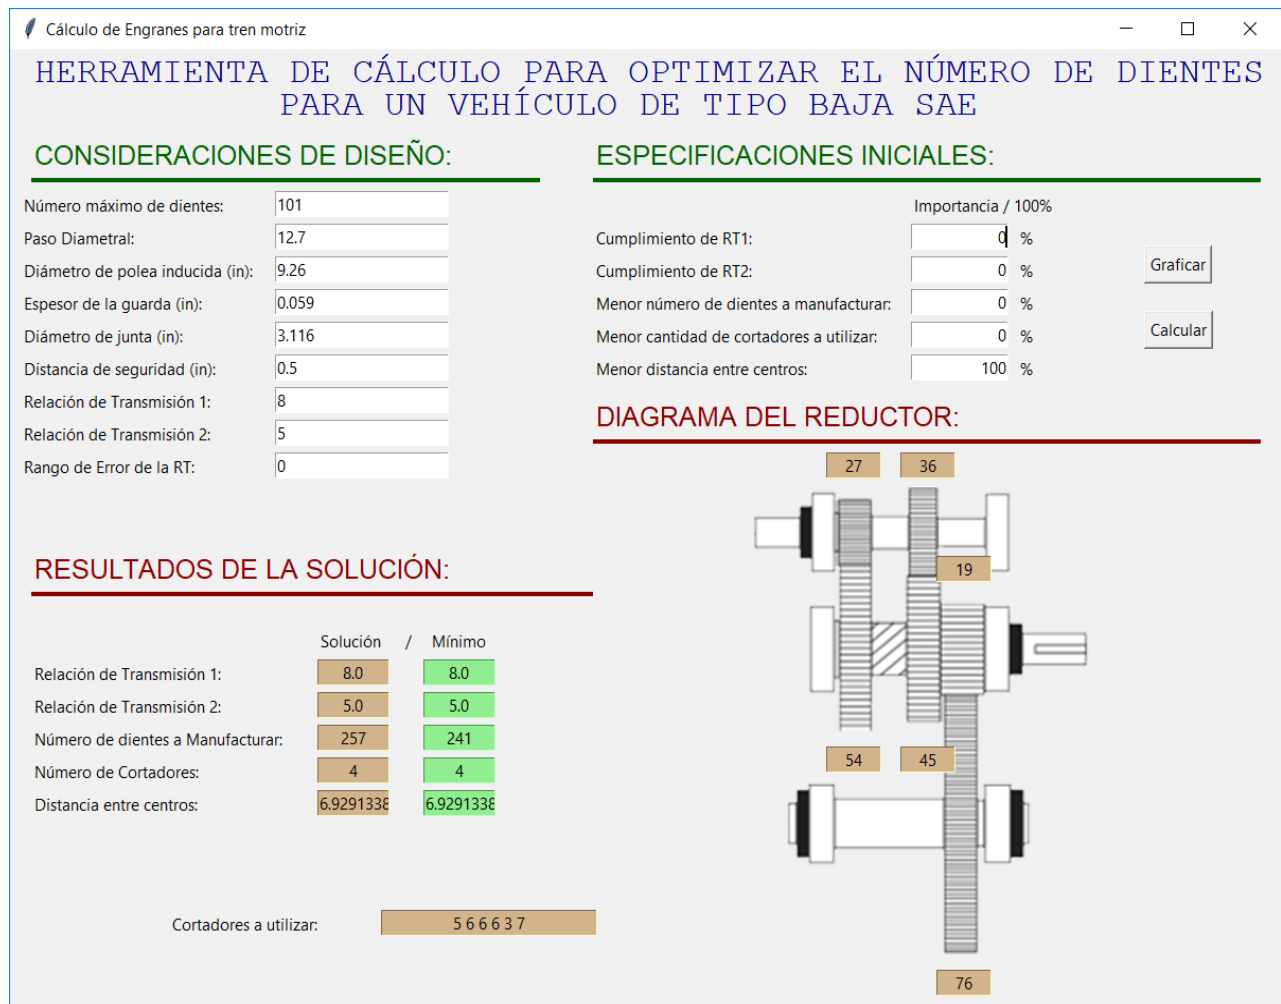 Cálculo de Engranes para tren motriz
HERRAMIENTA DE CÁLCULO PARA OPTIMIZAR EL NÚMERO DE DIENTES
PARA UN VEHÍCULO DE TIPO BAJA SAE
CONSIDERACIONES DE DISEÑO:
Número máximo de dientes: 101
Paso Diametral: 12.7
Diámetro de polea inducida (in): 9.26
Espesor de la guarda (in): 0.059
Diámetro de junta (in): 3.116
Distancia de seguridad (in): 0.5
Relación de Transmisión 1: 8
Relación de Transmisión 2: 5
Rango de Error de la RT: 0
ESPECIFICACIONES INICIALES:
Importancia / 100%
Cumplimiento de RT1: 0 %
Cumplimiento de RT2: 0 %
Menor número de dientes a manufacturar: 0 %
Menor cantidad de cortadores a utilizar: 0 %
Menor distancia entre centros: 100 %
Graficar
Calcular
DIAGRAMA DEL REDUCTOR:
27 36
19
54 45
76
RESULTADOS DE LA SOLUCIÓN:
Solución / Mínimo
Relación de Transmisión 1: 8.0 8.0
Relación de Transmisión 2: 5.0 5.0
Número de dientes a Manufacturar: 257 241
Número de Cortadores: 4 4
Distancia entre centros: 6.9291338 6.9291338
Cortadores a utilizar: 5 6 6 6 3 7